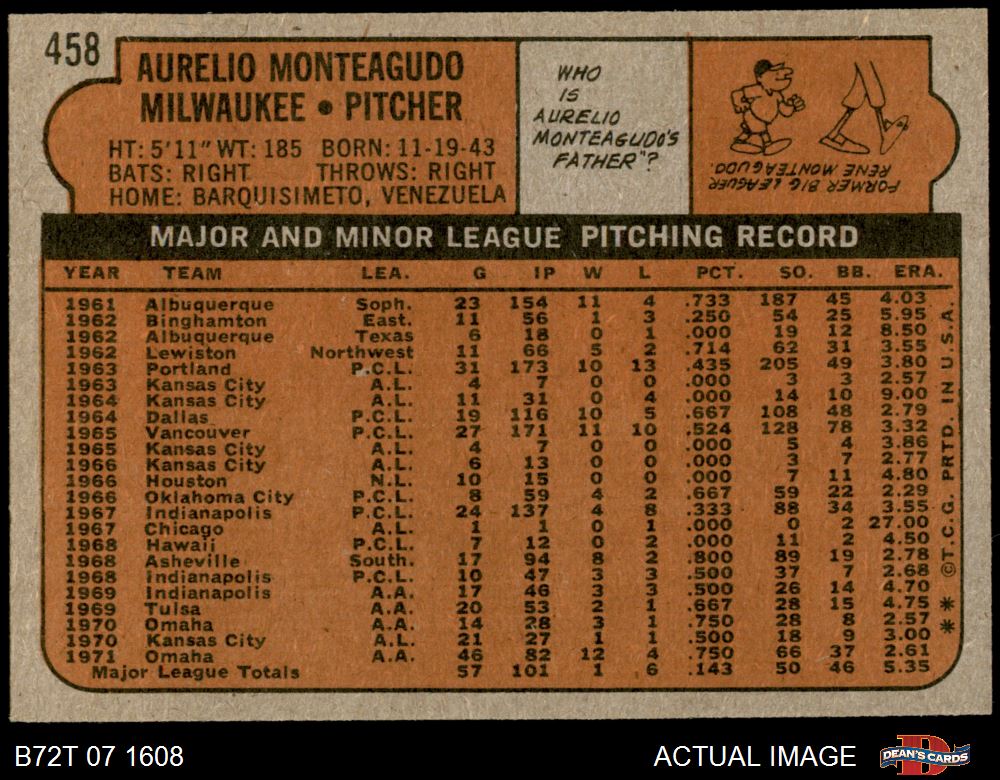 458
AURELIO MONTEAGUDO
MILWAUKEE • PITCHER
HT: 5'11" WT: 185 BORN: 11-19-43
BATS: RIGHT THROWS: RIGHT
HOME: BARQUISIMETO, VENEZUELA
WHO
IS
AURELIO
MONTEAGUDO'S
FATHER"?
FORMER BIG LEAGUER
RENE MONTEAGUDO.
MAJOR AND MINOR LEAGUE PITCHING RECORD
YEAR TEAM LEA. G IP W L PCT. SO. BB. ERA.
1961 Albuquerque Soph. 23 154 11 4 .733 187 45 4.03
1962 Binghamton East. 11 56 1 3 .250 54 25 5.95
1962 Albuquerque Texas 6 18 0 1 .000 19 12 8.50
1962 Lewiston Northwest 11 66 5 2 .714 62 31 3.55
1963 Portland P.C.L. 31 173 10 13 .435 205 49 3.80
1963 Kansas City A.L. 4 7 0 0 .000 3 3 2.57
1964 Kansas City A.L. 11 31 0 4 .000 14 10 9.00
1964 Dallas P.C.L. 19 116 10 5 .667 108 48 2.79
1965 Vancouver P.C.L. 27 171 11 10 .524 128 78 3.32
1965 Kansas City A.L. 4 7 0 0 .000 5 4 3.86
1966 Kansas City A.L. 6 13 0 0 .000 3 7 2.77
1966 Houston N.L. 10 15 0 0 .000 7 11 4.80
1966 Oklahoma City P.C.L. 8 59 4 2 .667 59 22 2.29
1967 Indianapolis P.C.L. 24 137 4 8 .333 88 34 3.55
1967 Chicago A.L. 1 1 0 1 .000 0 2 27.00
1968 Hawaii P.C.L. 7 12 0 2 .000 11 2 4.50
1968 Asheville South. 17 94 8 2 .800 89 19 2.78
1968 Indianapolis P.C.L. 10 47 3 3 .500 37 7 2.68
1969 Indianapolis A.A. 17 46 3 3 .500 26 14 4.70
1969 Tulsa A.A. 20 53 2 1 .667 28 15 4.75
1970 Omaha A.A. 14 28 3 1 .750 28 8 2.57
1970 Kansas City A.L. 21 27 1 1 .500 18 9 3.00
1971 Omaha A.A. 46 82 12 4 .750 66 37 2.61
Major League Totals 57 101 1 6 .143 50 46 5.35
* * © T.C.G. PRTD. IN U.S.A.
B72T 07 1608
ACTUAL IMAGE
DEAN'S CARDS